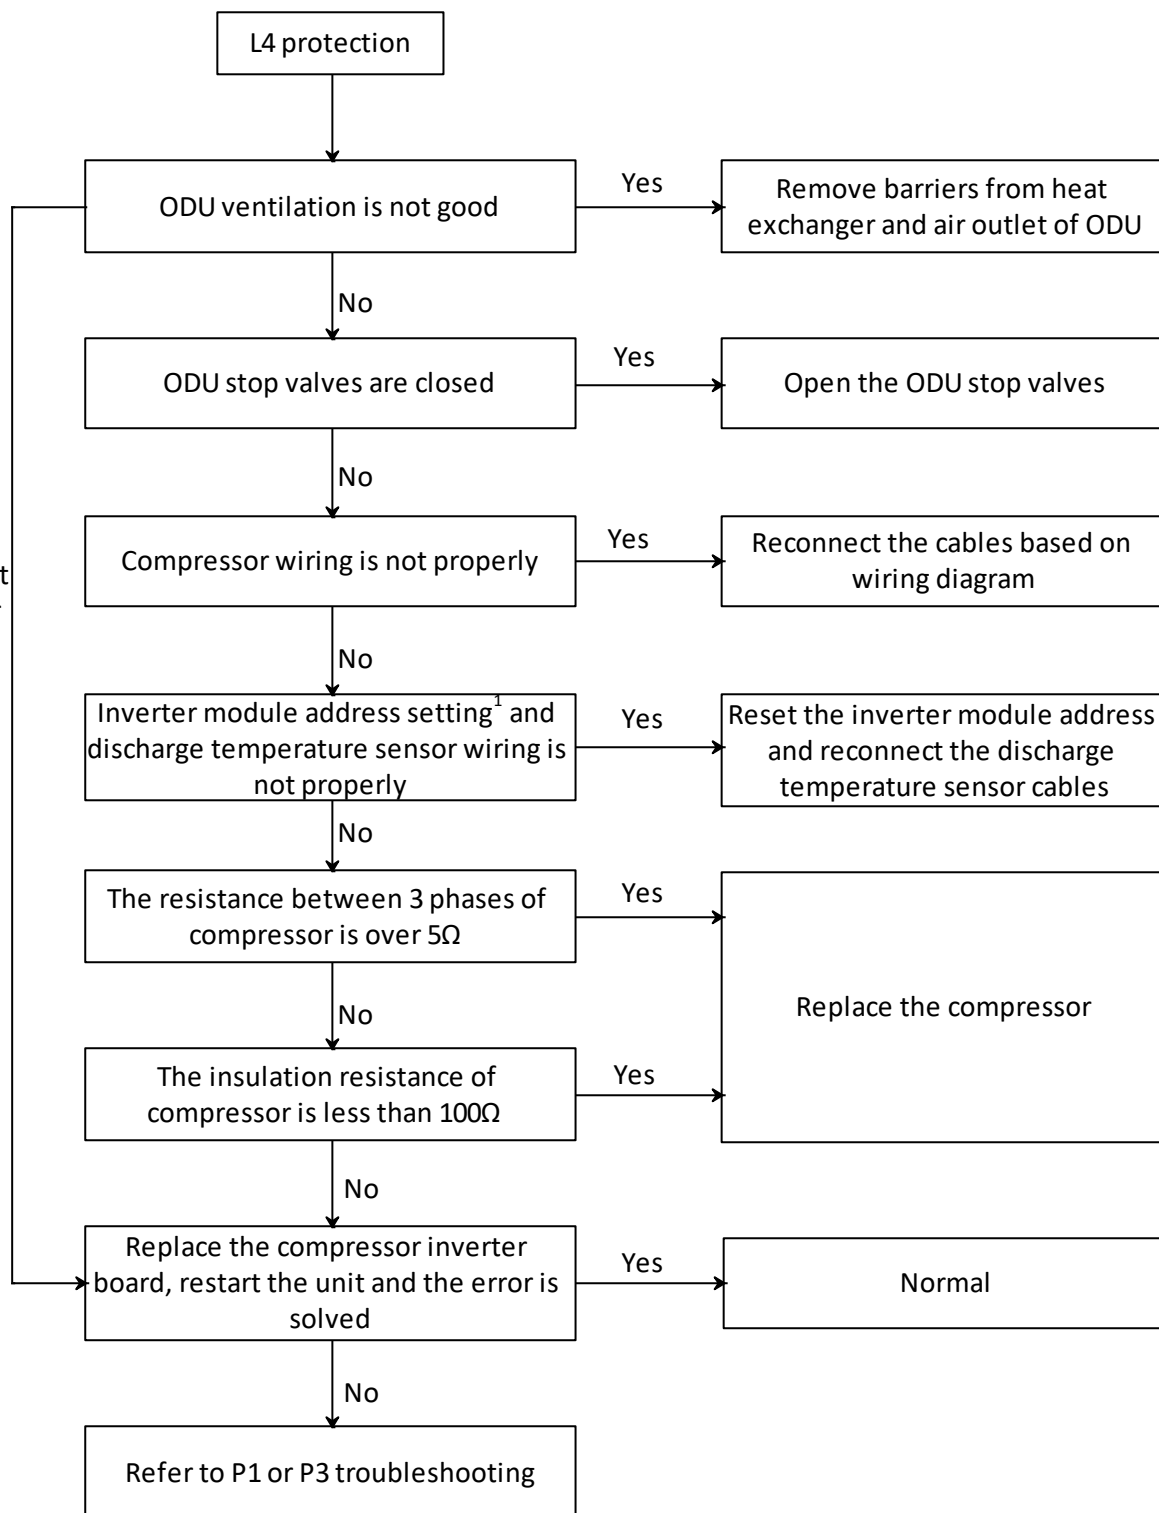 L4 protection
ODU ventilation is not good
Yes
Remove barriers from heat
exchanger and air outlet of ODU
No
ODU stop valves are closed
Yes
Open the ODU stop valves
No
Compressor wiring is not properly
Yes
Reconnect the cables based on
wiring diagram
No
Inverter module address setting¹ and
discharge temperature sensor wiring is
not properly
Yes
Reset the inverter module address
and reconnect the discharge
temperature sensor cables
No
The resistance between 3 phases of
compressor is over 5Ω
Yes
Replace the compressor
No
The insulation resistance of
compressor is less than 100Ω
Yes
No
Replace the compressor inverter
board, restart the unit and the error is
solved
Yes
Normal
No
Refer to P1 or P3 troubleshooting